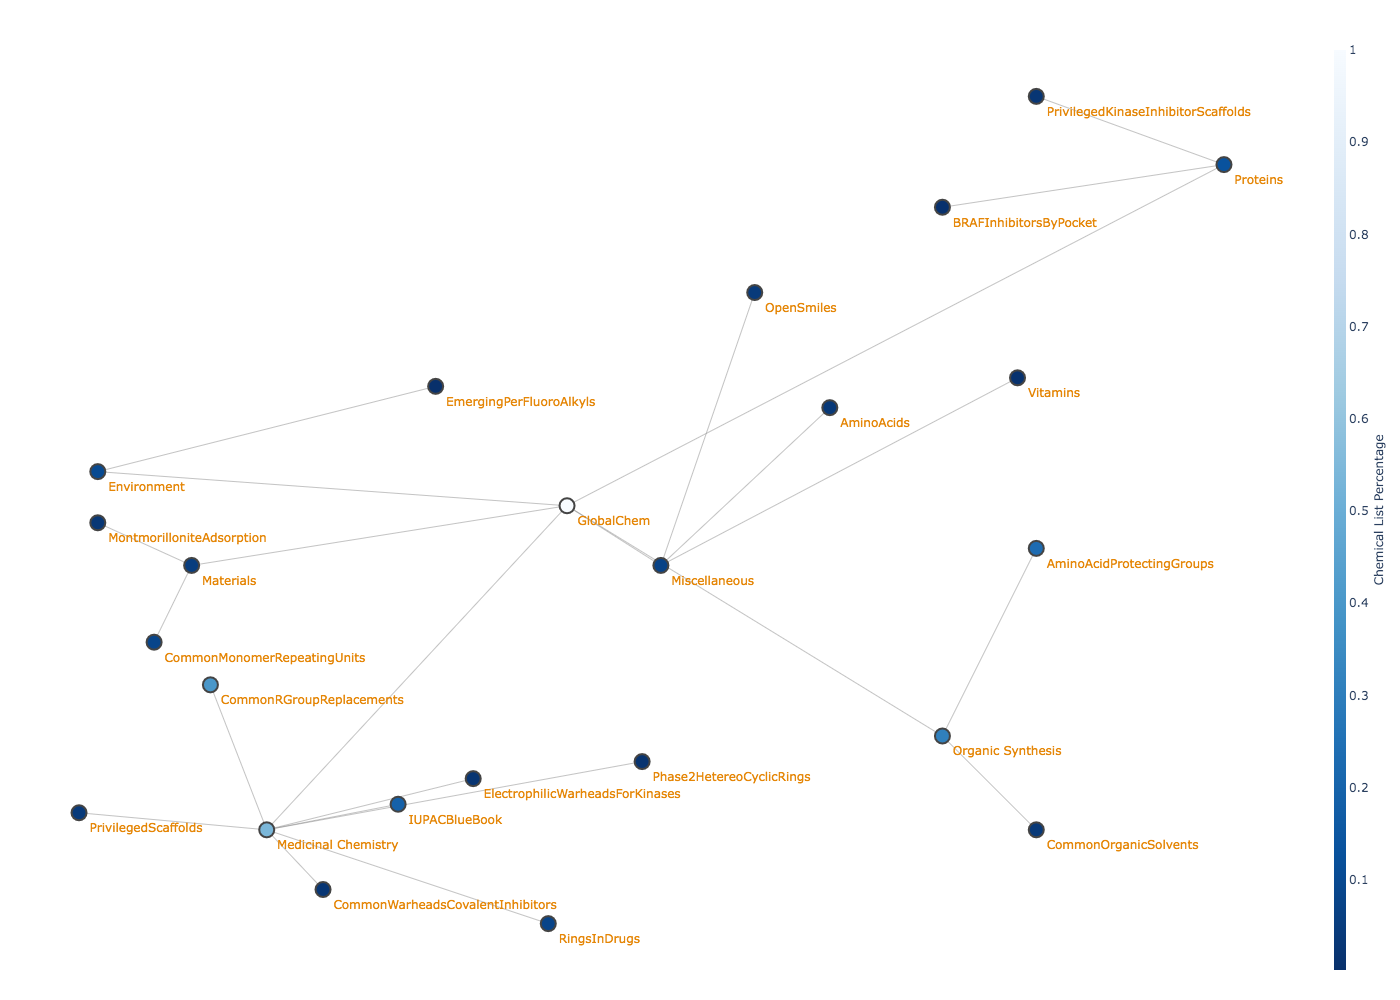 PrivilegedKinaseInhibitorScaffolds
Proteins
BRAFInhibitorsByPocket
OpenSmiles
Vitamins
EmergingPerFluoroAlkyls
AminoAcids
Environment
GlobalChem
MontmorilloniteAdsorption
AminoAcidProtectingGroups
Materials
Miscellaneous
CommonMonomerRepeatingUnits
CommonRGroupReplacements
Organic Synthesis
Phase2HetereoCyclicRings
ElectrophilicWarheadsForKinases
IUPACBlueBook
PrivilegedScaffolds
Medicinal Chemistry
CommonOrganicSolvents
CommonWarheadsCovalentInhibitors
RingsInDrugs
1
0.9
0.8
0.7
0.6
0.5
0.4
0.3
0.2
0.1
Chemical List Percentage